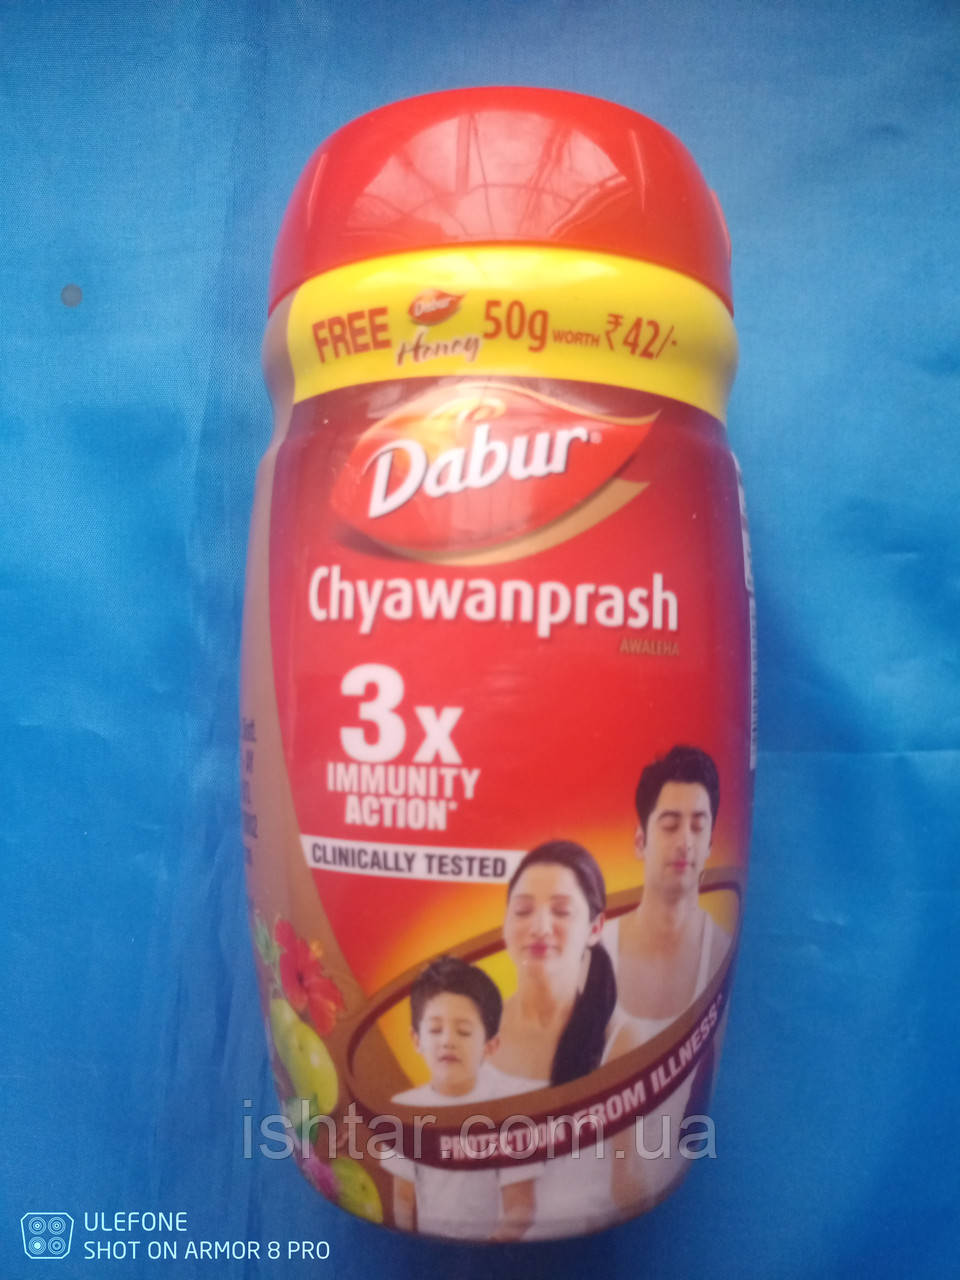 FREE Dabur Honey 50g WORTH ₹42/-
Dabur®
Chyawanprash
AWALEHA
3x
IMMUNITY
ACTION*
CLINICALLY TESTED
PROTECTION FROM ILLNESS*
ishtar.com.ua
ULEFONE
SHOT ON ARMOR 8 PRO